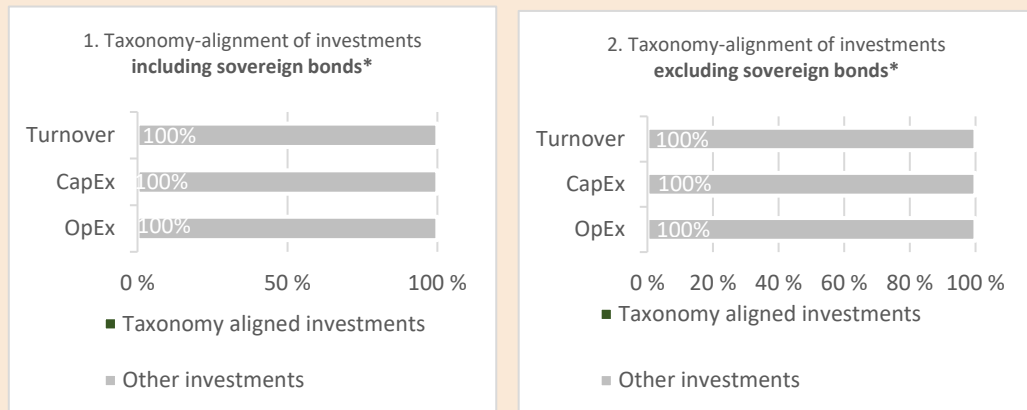 1. Taxonomy-alignment of investments
including sovereign bonds*
Turnover
100%
CapEx
100%
OpEx
100%
0 %
50 %
100 %
■ Taxonomy aligned investments
■ Other investments
2. Taxonomy-alignment of investments
excluding sovereign bonds*
Turnover
100%
CapEx
100%
OpEx
100%
0 %
20 %
40 %
60 %
80 %
100 %
■ Taxonomy aligned investments
■ Other investments